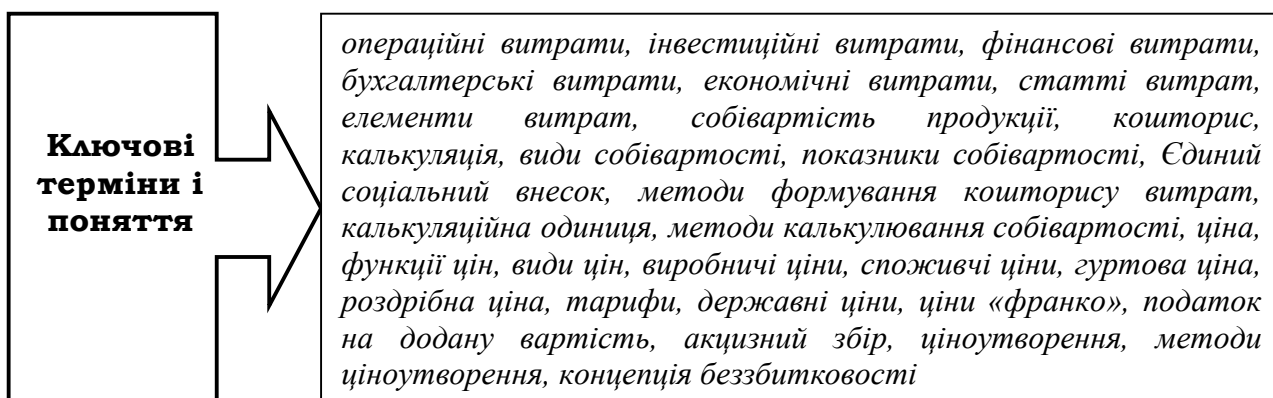 Ключові
терміни і
поняття
операційні витрати, інвестиційні витрати, фінансові витрати,
бухгалтерські витрати, економічні витрати, статті витрат,
елементи витрат, собівартість продукції, кошторис,
калькуляція, види собівартості, показники собівартості, Єдиний
соціальний внесок, методи формування кошторису витрат,
калькуляційна одиниця, методи калькулювання собівартості, ціна,
функції цін, види цін, виробничі ціни, споживчі ціни, гуртова ціна,
роздрібна ціна, тарифи, державні ціни, ціни «франко», податок
на додану вартість, акцизний збір, ціноутворення, методи
ціноутворення, концепція беззбитковості